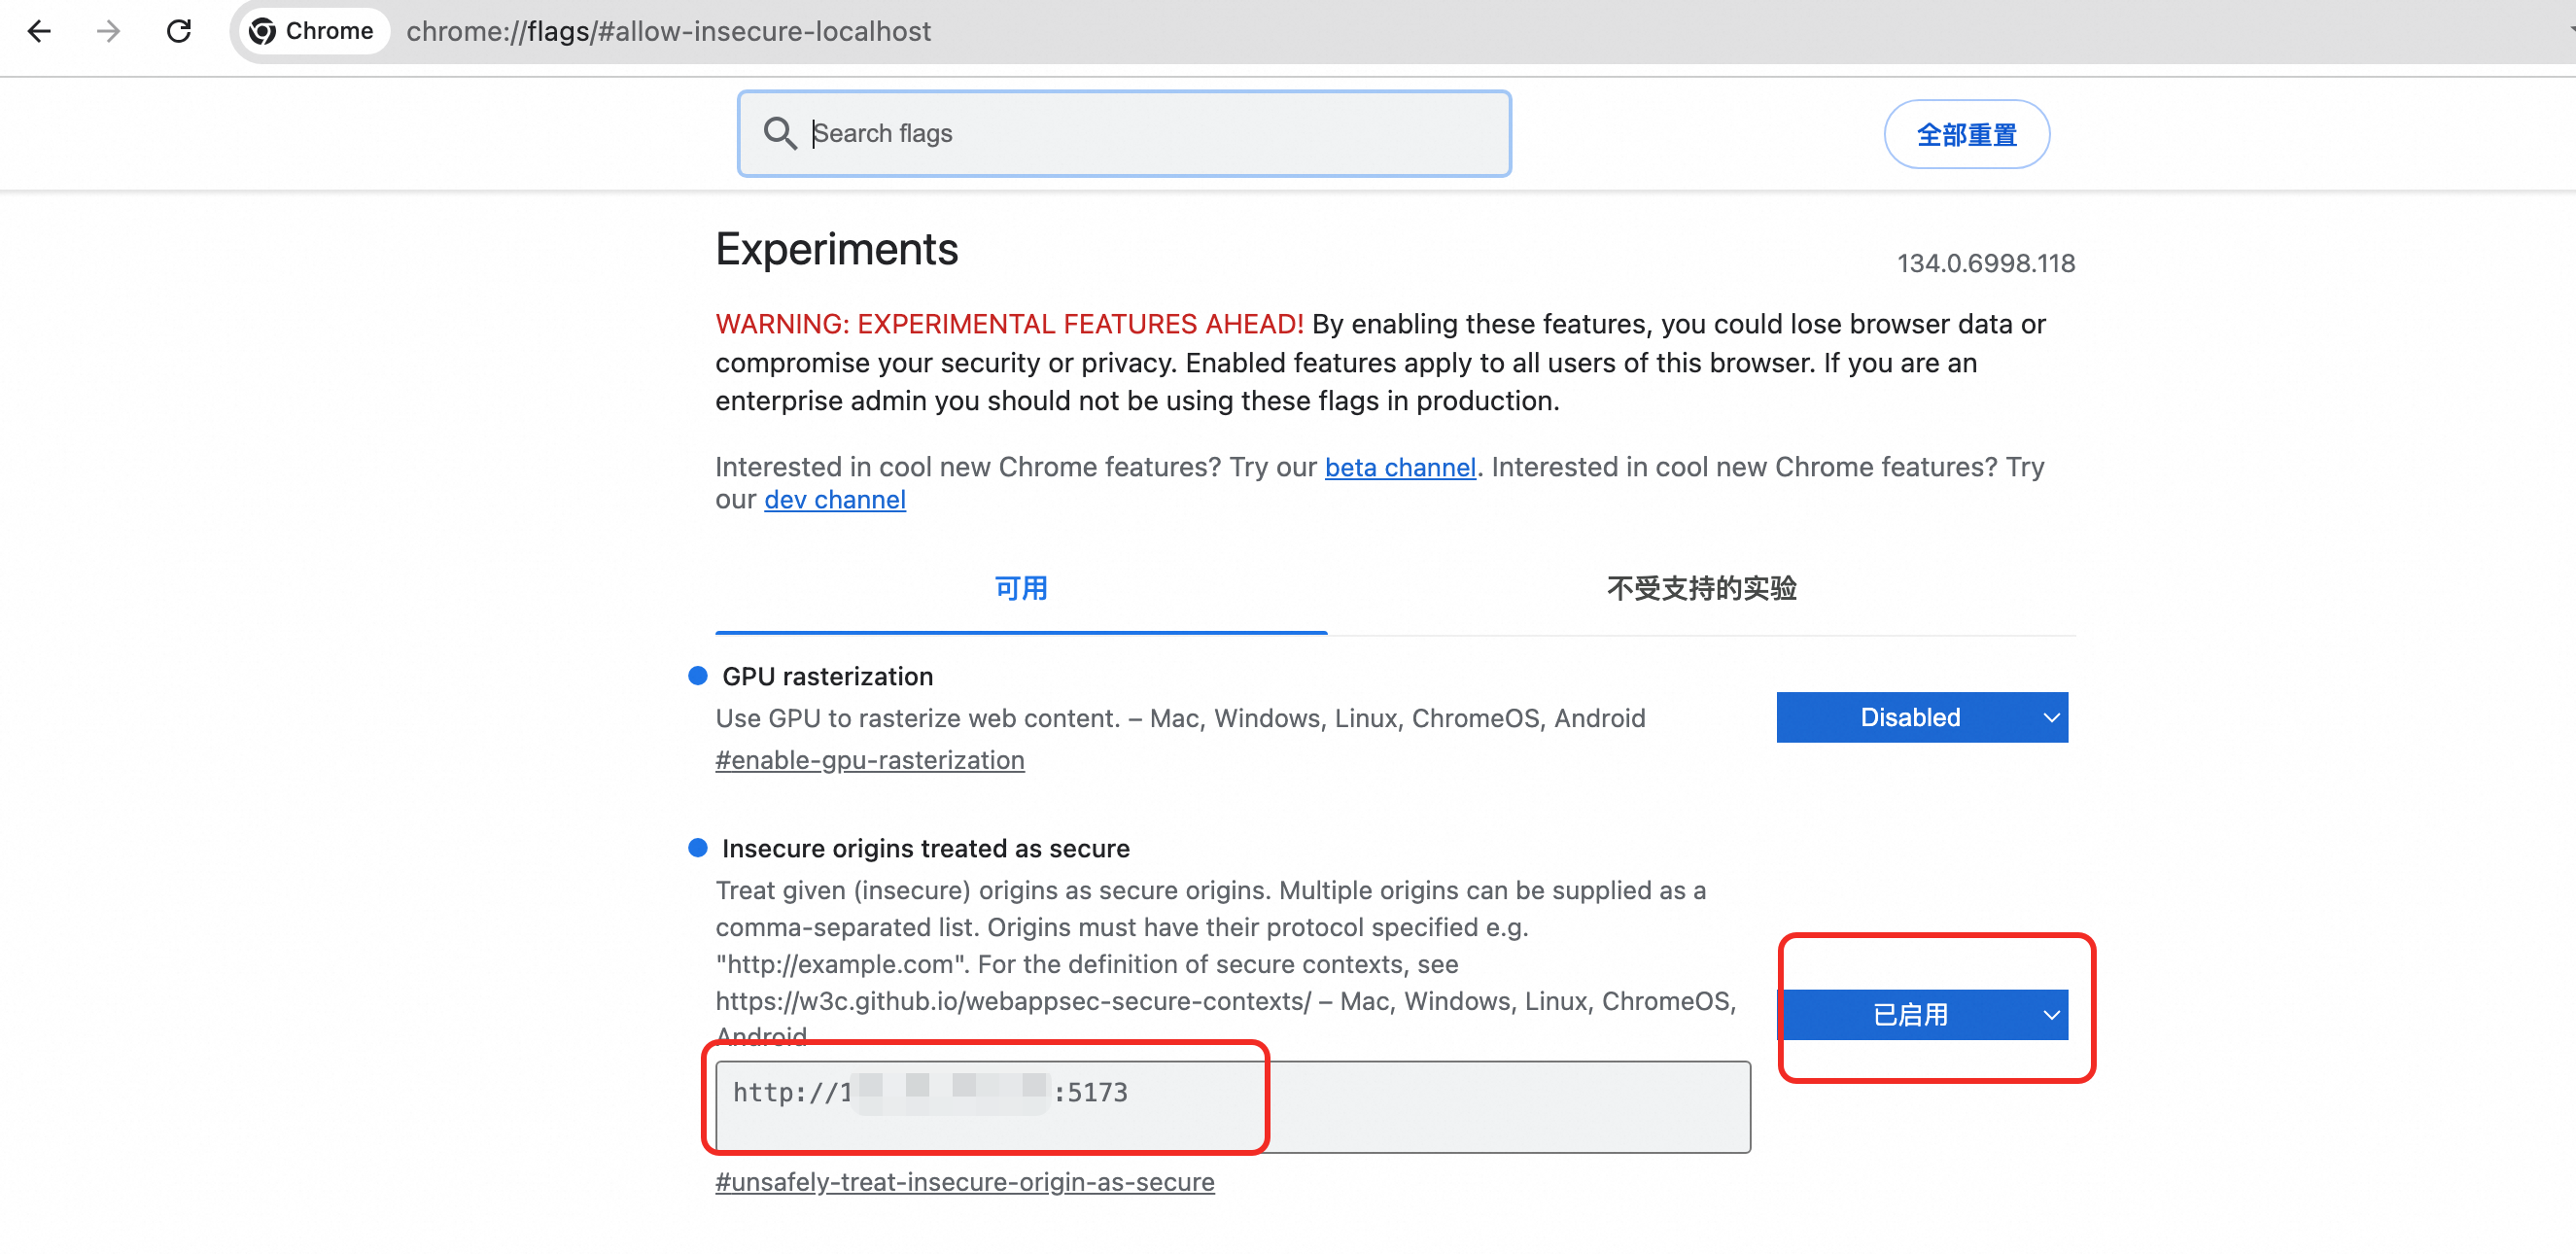 Chrome
chrome://flags/#allow-insecure-localhost
Search flags
全部重置
Experiments
134.0.6998.118
WARNING: EXPERIMENTAL FEATURES AHEAD! By enabling these features, you could lose browser data or
compromise your security or privacy. Enabled features apply to all users of this browser. If you are an
enterprise admin you should not be using these flags in production.
Interested in cool new Chrome features? Try our beta channel. Interested in cool new Chrome features? Try
our dev channel
可用
不受支持的实验
GPU rasterization
Use GPU to rasterize web content. – Mac, Windows, Linux, ChromeOS, Android
#enable-gpu-rasterization
Disabled
Insecure origins treated as secure
Treat given (insecure) origins as secure origins. Multiple origins can be supplied as a
comma-separated list. Origins must have their protocol specified e.g.
"http://example.com". For the definition of secure contexts, see
https://w3c.github.io/webappsec-secure-contexts/ – Mac, Windows, Linux, ChromeOS,
Android
已启用
http://1 :5173
#unsafely-treat-insecure-origin-as-secure